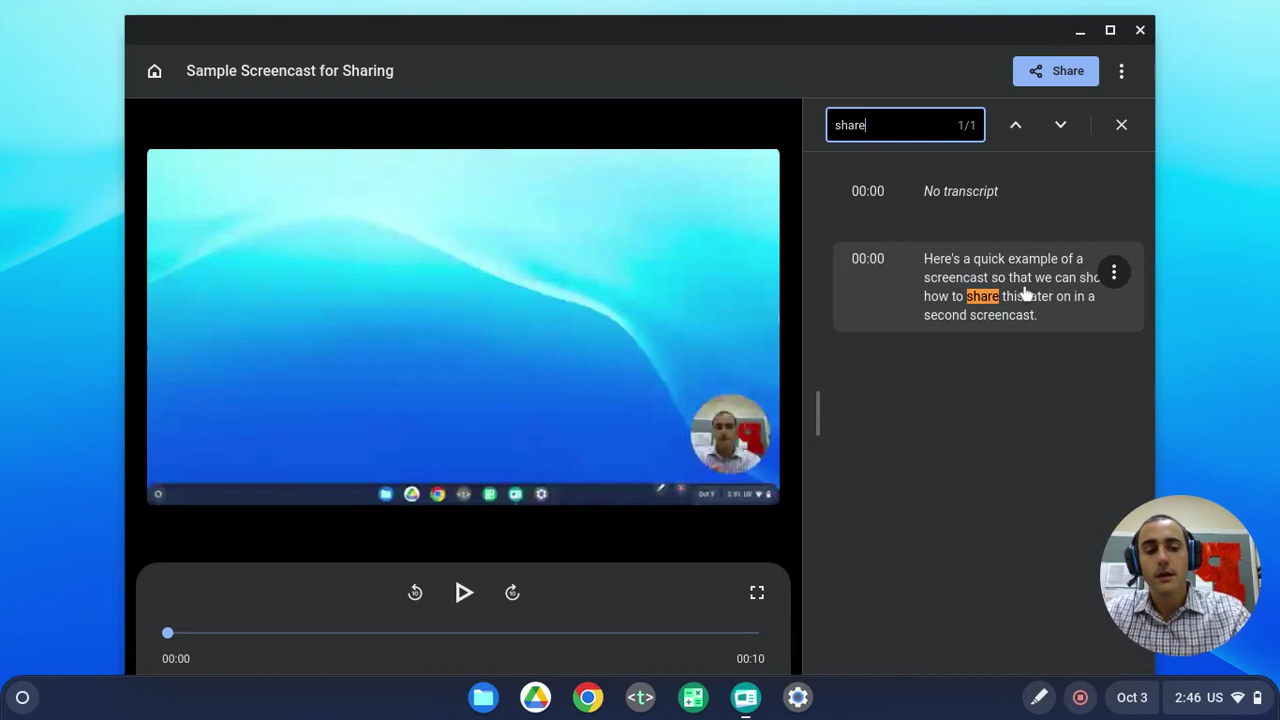 Sample Screencast for Sharing
Share
share
1/1
00:00
No transcript
00:00
Here's a quick example of a
screencast so that we can sho
how to share this later on in a
second screencast.
00:00
00:10
Oct 3
2:46 US